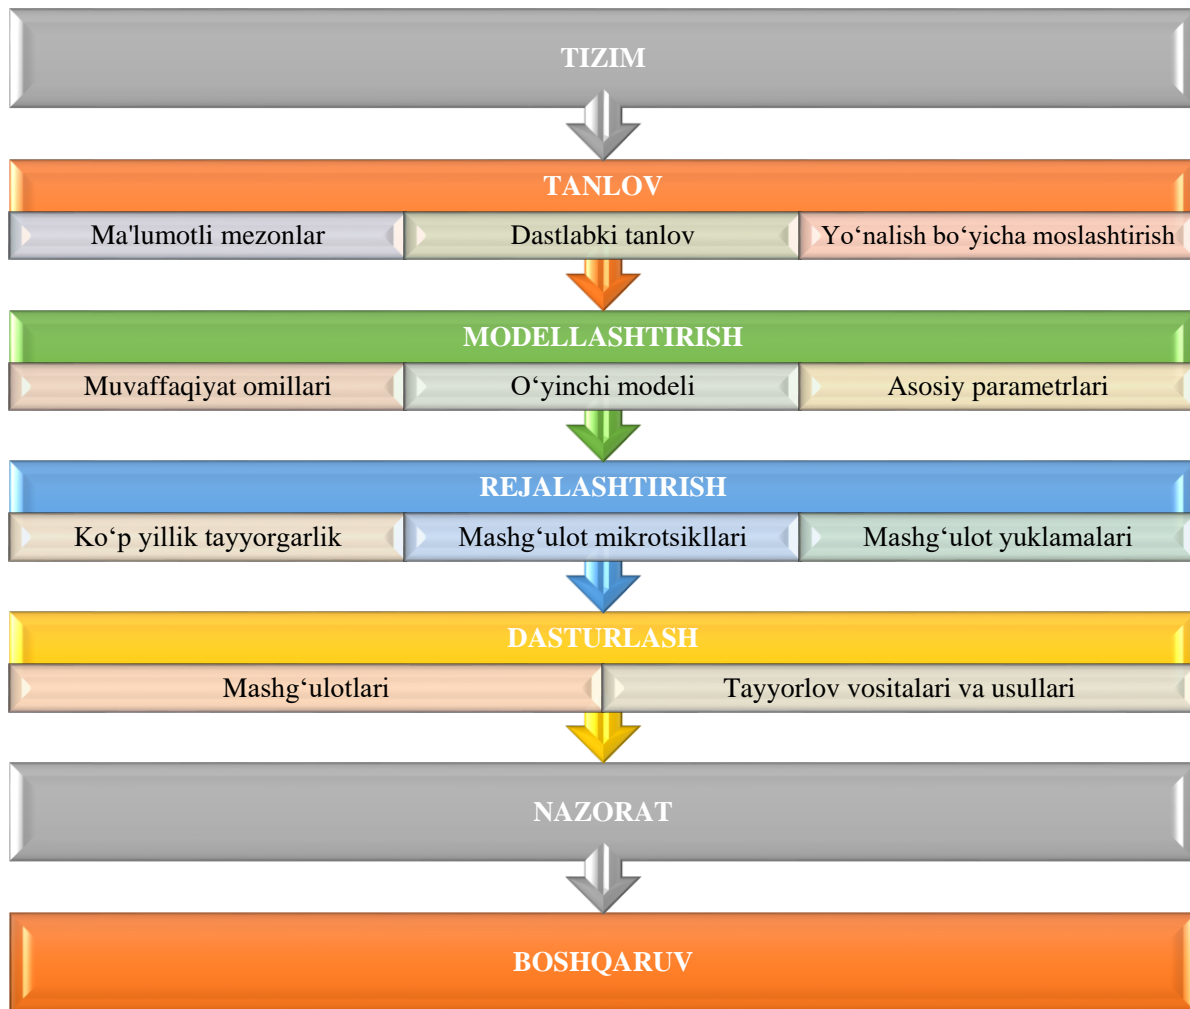 TIZIM
TANLOV
Ma'lumotli mezonlar
Dastlabki tanlov
Yo‘nalish bo‘yicha moslashtirish
MODELLASHTIRISH
Muvaffaqiyat omillari
O‘yinchi modeli
Asosiy parametrlari
REJALASHTIRISH
Ko‘p yillik tayyorgarlik
Mashg‘ulot mikrotsikllari
Mashg‘ulot yuklamalari
DASTURLASH
Mashg‘ulotlari
Tayyorlov vositalari va usullari
NAZORAT
BOSHQARUV